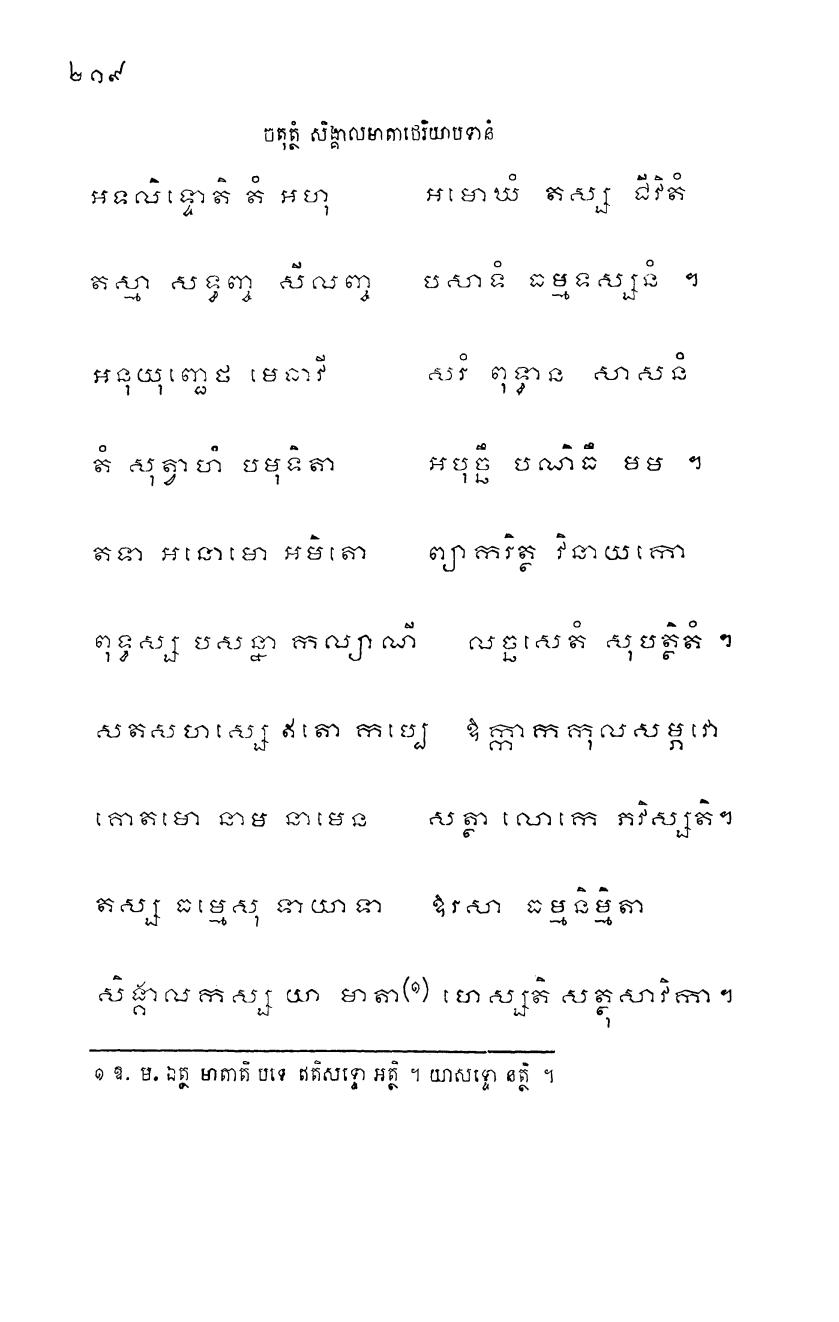 ២១៩
ចតុត្ថំ សិង្គាលមាតាថេរិយាបទានំ
អទលិទ្ទោតិ តំ អហុ អមោឃំ តស្ស ជីវិតំ
តស្មា សទ្ធញ្ច សីលញ្ច បសាទំ ធម្មទស្សនំ ។
អនុយុញ្ជេថ មេធាវី សរំ ពុទ្ធាន សាសនំ
តំ សុត្វាហំ បមុទិតា អបុច្ឆឹ បណិធឹ មម ។
តទា អនោមោ អមិតោ ព្យាករិត្ថ វិនាយកោ
ពុទ្ធស្ស បសន្នា កល្យាណី លច្ឆសេតំ សុបត្ថិតំ ។
សតសហស្សេ ឥតោ កប្បេ ឱក្កាកកុលសម្ភវោ
គោតមោ នាម នាមេន សត្ថា លោកេ ភវិស្សតិ។
តស្ស ធម្មេសុ ទាយាទា ឱរសា ធម្មនិម្មិតា
សិង្គាលកស្ស យា មាតា(១) ហេស្សតិ សត្ថុសាវិកា។
១ ឧ. ម. ឯត្ថ មាតាតិ បទេ ឥតិសទ្ទោ អត្ថិ ។ យាសទ្ទោ នត្ថិ ។